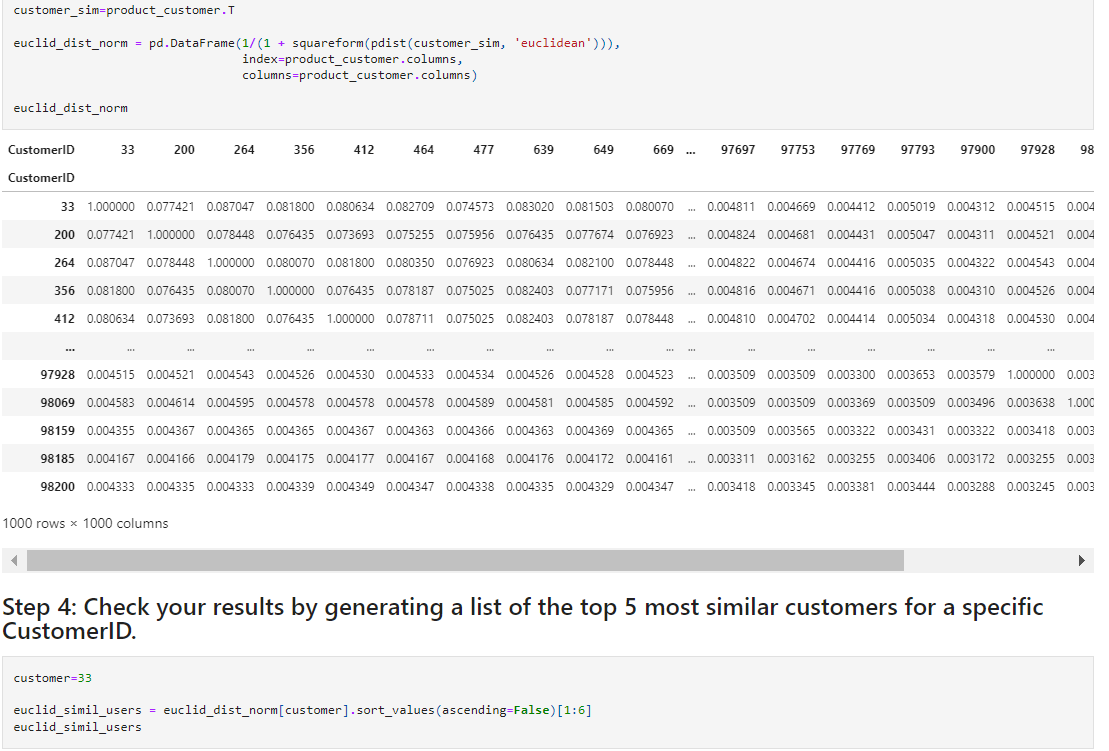 customer_sim=product_customer.T
euclid_dist_norm = pd.DataFrame(1/(1 + squareform(pdist(customer_sim, 'euclidean'))),
index=product_customer.columns,
columns=product_customer.columns)
euclid_dist_norm
CustomerID 33 200 264 356 412 464 477 639 649 669 ... 97697 97753 97769 97793 97900 97928 98
CustomerID
33 1.000000 0.077421 0.087047 0.081800 0.080634 0.082709 0.074573 0.083020 0.081503 0.080070 ... 0.004811 0.004669 0.004412 0.005019 0.004312 0.004515 0.004
200 0.077421 1.000000 0.078448 0.076435 0.073693 0.075255 0.075956 0.076435 0.077674 0.076923 ... 0.004824 0.004681 0.004431 0.005047 0.004311 0.004521 0.004
264 0.087047 0.078448 1.000000 0.080070 0.081800 0.080350 0.076923 0.080634 0.082100 0.078448 ... 0.004822 0.004674 0.004416 0.005035 0.004322 0.004543 0.004
356 0.081800 0.076435 0.080070 1.000000 0.076435 0.078187 0.075025 0.082403 0.077171 0.075956 ... 0.004816 0.004671 0.004416 0.005038 0.004310 0.004526 0.004
412 0.080634 0.073693 0.081800 0.076435 1.000000 0.078711 0.075025 0.082403 0.078187 0.078448 ... 0.004810 0.004702 0.004414 0.005034 0.004318 0.004530 0.004
... ... ... ... ... ... ... ... ... ... ... ... ... ... ... ... ... ...
97928 0.004515 0.004521 0.004543 0.004526 0.004530 0.004533 0.004534 0.004526 0.004528 0.004523 ... 0.003509 0.003509 0.003300 0.003653 0.003579 1.000000 0.003
98069 0.004583 0.004614 0.004595 0.004578 0.004578 0.004578 0.004589 0.004581 0.004585 0.004592 ... 0.003509 0.003509 0.003369 0.003509 0.003496 0.003638 1.000
98159 0.004355 0.004367 0.004365 0.004365 0.004367 0.004363 0.004366 0.004363 0.004369 0.004365 ... 0.003509 0.003565 0.003322 0.003431 0.003322 0.003418 0.003
98185 0.004167 0.004166 0.004179 0.004175 0.004177 0.004167 0.004168 0.004176 0.004172 0.004161 ... 0.003311 0.003162 0.003255 0.003406 0.003172 0.003255 0.003
98200 0.004333 0.004335 0.004333 0.004339 0.004349 0.004347 0.004338 0.004335 0.004329 0.004347 ... 0.003418 0.003345 0.003381 0.003444 0.003288 0.003245 0.003
1000 rows × 1000 columns
Step 4: Check your results by generating a list of the top 5 most similar customers for a specific
CustomerID.
customer=33
euclid_simil_users = euclid_dist_norm[customer].sort_values(ascending=False)[1:6]
euclid_simil_users